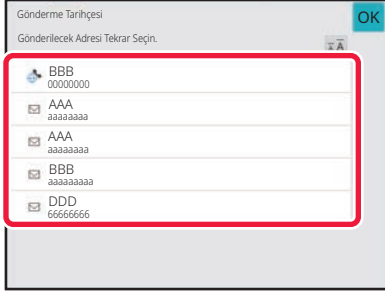 Gönderme Tarihçesi
OK
Gönderilecek Adresi Tekrar Seçin.
BBB
00000000
AAA
aaaaaaaa
AAA
aaaaaaaa
BBB
aaaaaaaaa
DDD
66666666